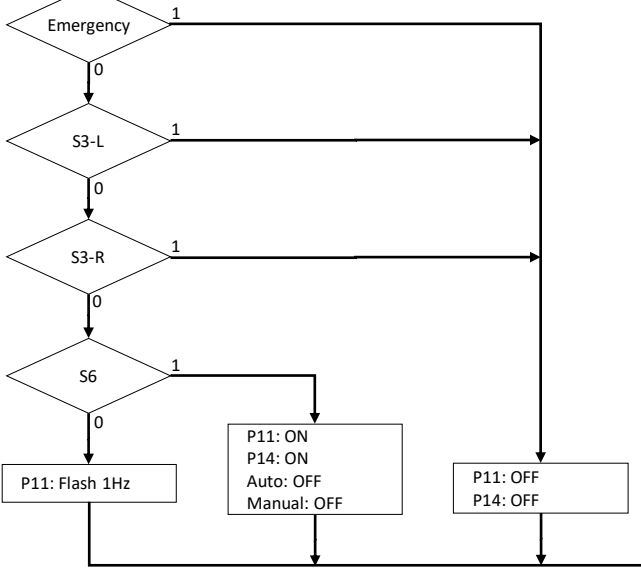 Emergency
1
0
S3-L
1
0
S3-R
1
0
S6
1
0
P11: Flash 1Hz
P11: ON
P14: ON
Auto: OFF
Manual: OFF
P11: OFF
P14: OFF